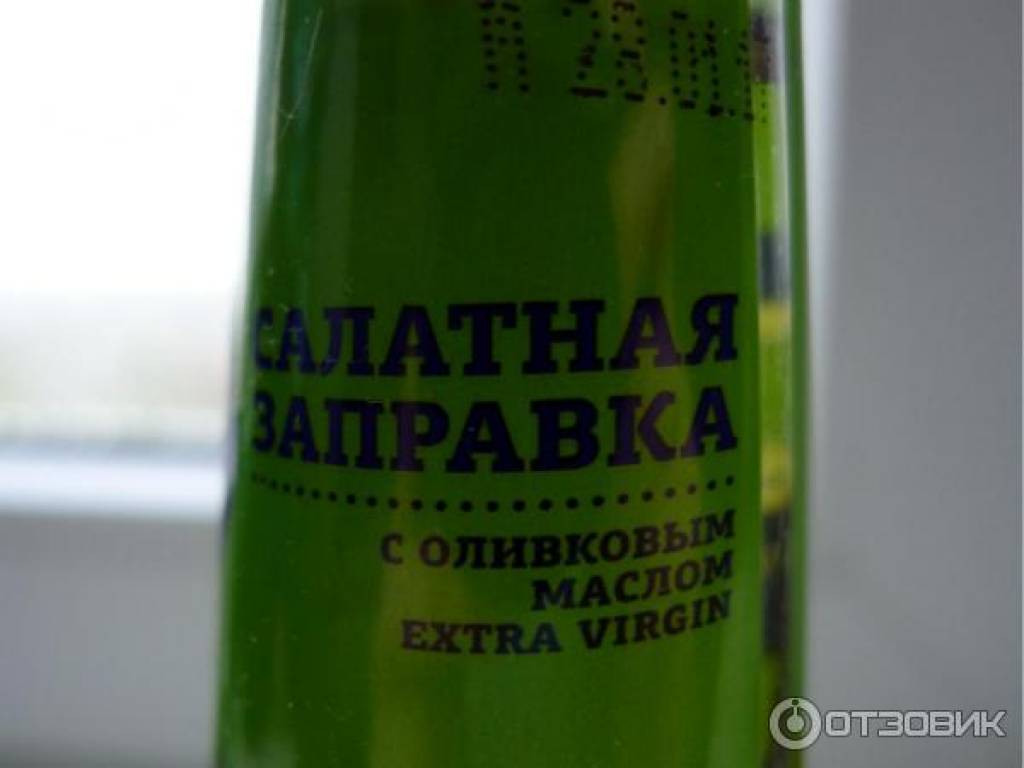 САЛАТНАЯ
ЗАПРАВКА
С ОЛИВКОВЫМ
МАСЛОМ
EXTRA VIRGIN
ОТЗОВИК